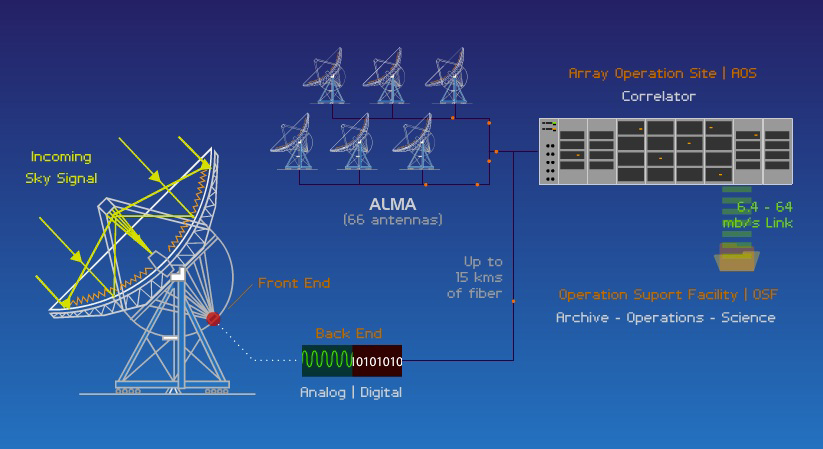 Array Operation Site | AOS
Correlator
Incoming
Sky Signal
ALMA
(66 antennas)
6.4 - 64
mb/s Link
Up to
15 kms
of fiber
Front End
Operation Suport Facility | OSF
Archive - Operations - Science
Back End
10101010
Analog | Digital